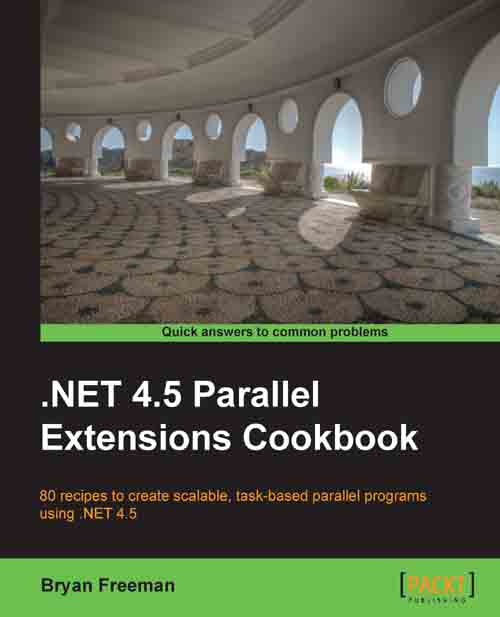 Quick answers to common problems
.NET 4.5 Parallel
Extensions Cookbook
80 recipes to create scalable, task-based parallel programs
using .NET 4.5
Bryan Freeman
[PACKT]
PUBLISHING